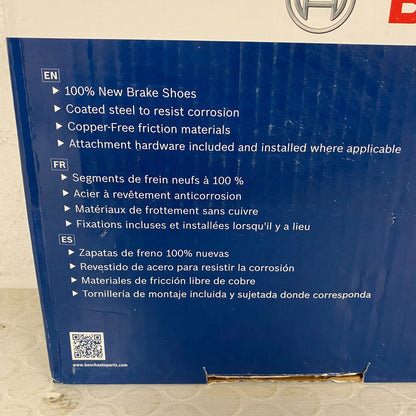 B
EN
▶ 100% New Brake Shoes
▶ Coated steel to resist corrosion
▶ Copper-Free friction materials
▶ Attachment hardware included and installed where applicable
FR
▶ Segments de frein neufs à 100 %
▶ Acier à revêtement anticorrosion
▶ Matériaux de frottement sans cuivre
▶ Fixations incluses et installées lorsqu'il y a lieu
ES
▶ Zapatas de freno 100% nuevas
▶ Revestido de acero para resistir la corrosión
▶ Materiales de fricción libre de cobre
▶ Tornillería de montaje incluida y sujetada donde corresponda
www.boschautoparts.com